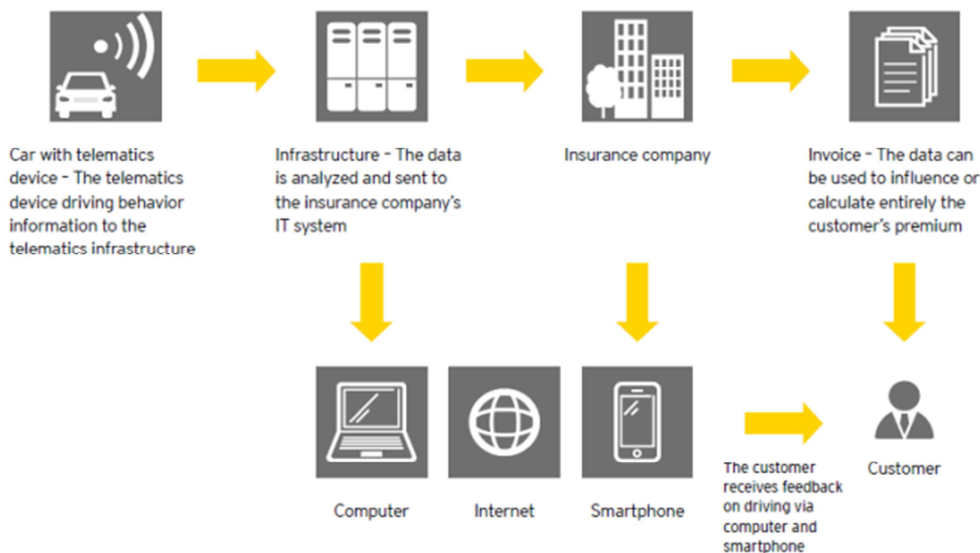 Car with telematics
device – The telematics
device driving behavior
information to the
telematics infrastructure
Infrastructure – The data
is analyzed and sent to
the insurance company's
IT system
Insurance company
Invoice – The data can
be used to influence or
calculate entirely the
customer's premium
Computer
Internet
Smartphone
The customer
receives feedback
on driving via
computer and
smartphone
Customer